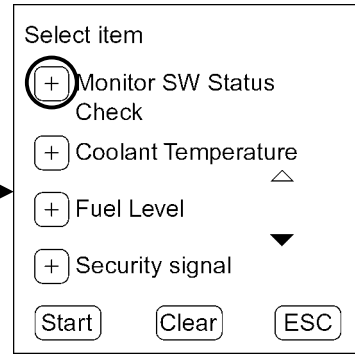 Select item
+ Monitor SW Status
Check
+ Coolant Temperature
+ Fuel Level
+ Security signal
Start Clear ESC